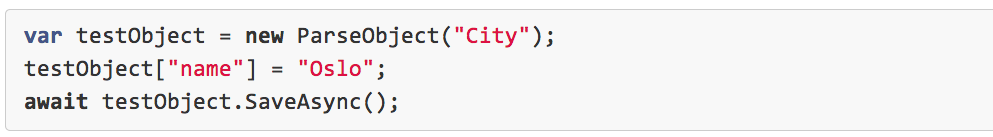 var testObject = new ParseObject("City");
testObject["name"] = "Oslo";
await testObject.SaveAsync();